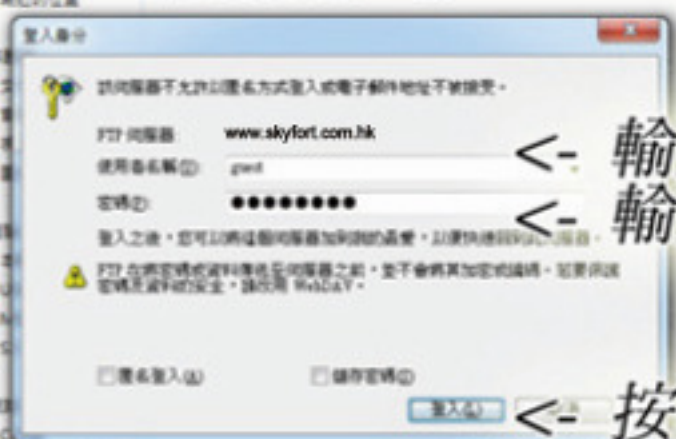 登入身分
該伺服器不允許以匿名方式登入或電子郵件地址不被接受。
FTP 伺服器 www.skyfort.com.hk
使用者名稱(U): guest
<- 輸
密碼(P): ●●●●●●●●
<- 輸
登入之後，您可以將這個伺服器加到我的最愛，以便快速回到此伺服器。
FTP 在將密碼或資料傳送至伺服器之前，並不會將其加密或編碼。若要保護
密碼及資料的安全，請改用 WebDAV。
匿名登入(A) 儲存密碼(S)
登入(L) <- 按